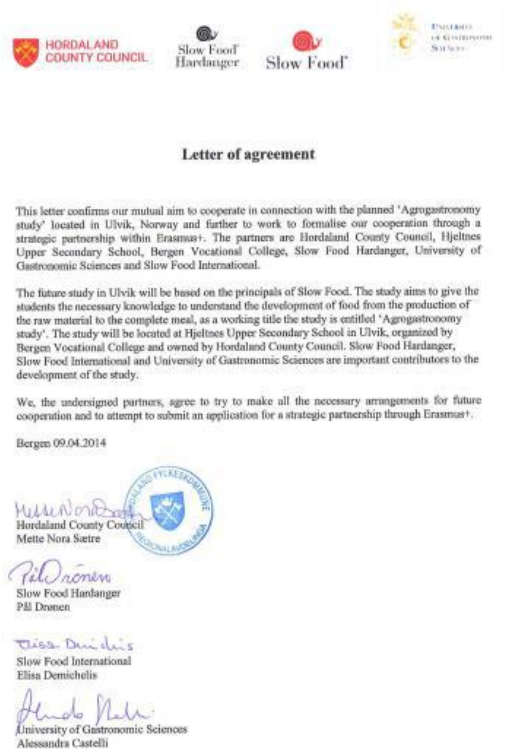 HORDALAND
COUNTY COUNCIL
Slow Food®
Hardanger
Slow Food®
UNIVERSITY
OF GASTRONOMIC
SCIENCES
Letter of agreement
This letter confirms our mutual aim to cooperate in connection with the planned 'Agrogastronomy
study' located in Ulvik, Norway and further to work to formalise our cooperation through a
strategic partnership within Erasmus+. The partners are Hordaland County Council, Hjeltnes
Upper Secondary School, Bergen Vocational College, Slow Food Hardanger, University of
Gastronomic Sciences and Slow Food International.
The future study in Ulvik will be based on the principals of Slow Food. The study aims to give the
students the necessary knowledge to understand the development of food from the production of
the raw material to the complete meal, as a working title the study is entitled 'Agrogastronomy
study'. The study will be located at Hjeltnes Upper Secondary School in Ulvik, organized by
Bergen Vocational College and owned by Hordaland County Council. Slow Food Hardanger,
Slow Food International and University of Gastronomic Sciences are important contributors to the
development of the study.
We, the undersigned partners, agree to try to make all the necessary arrangements for future
cooperation and to attempt to submit an application for a strategic partnership through Erasmus+.
Bergen 09.04.2014
HORDALAND FYLKESKOMMUNE
REGIONALAVDELINGA
Hordaland County Council
Mette Nora Sætre
Pål Drønen
Slow Food Hardanger
Pål Drønen
Slow Food International
Elisa Demichelis
University of Gastronomic Sciences
Alessandra Castelli